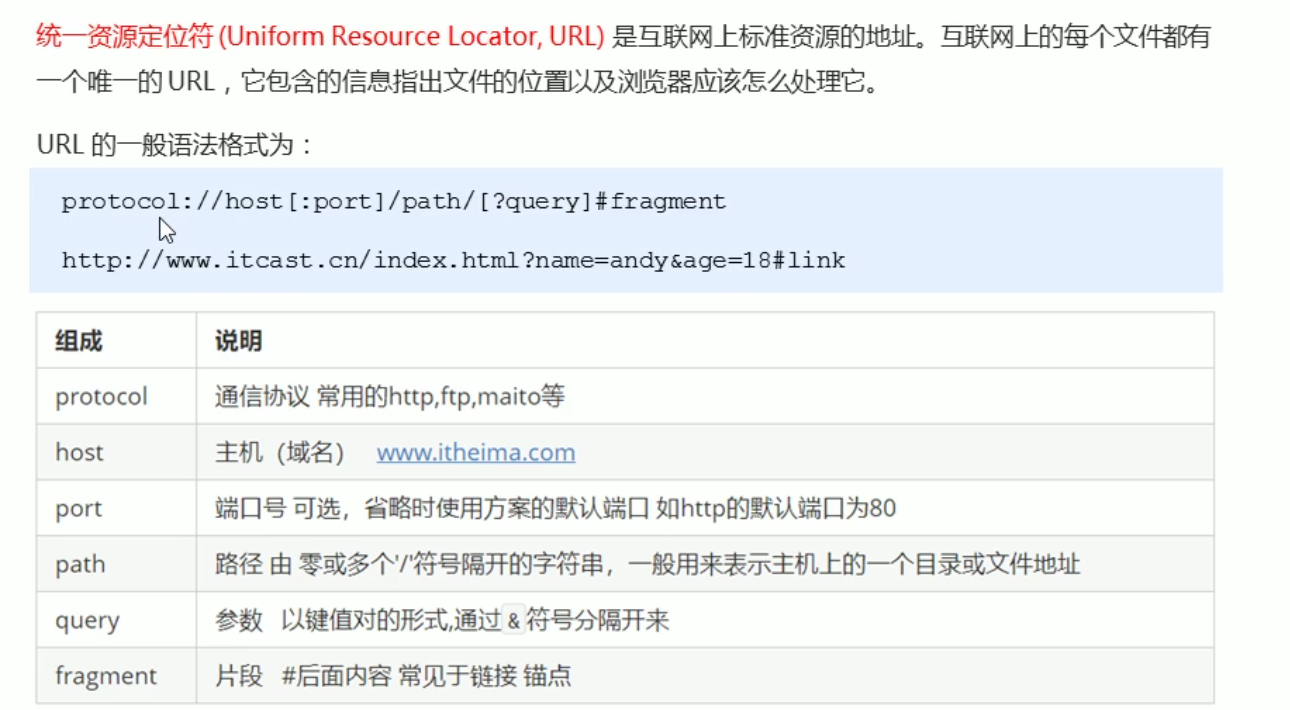 统一资源定位符 (Uniform Resource Locator, URL) 是互联网上标准资源的地址。互联网上的每个文件都有
一个唯一的 URL，它包含的信息指出文件的位置以及浏览器应该怎么处理它。
URL 的一般语法格式为：
protocol://host[:port]/path/[?query]#fragment
http://www.itcast.cn/index.html?name=andy&age=18#link
组成 说明
protocol 通信协议 常用的http,ftp,maito等
host 主机（域名） www.itheima.com
port 端口号 可选，省略时使用方案的默认端口 如http的默认端口为80
path 路径 由 零或多个'/'符号隔开的字符串，一般用来表示主机上的一个目录或文件地址
query 参数 以键值对的形式,通过&符号分隔开来
fragment 片段 #后面内容 常见于链接 锚点